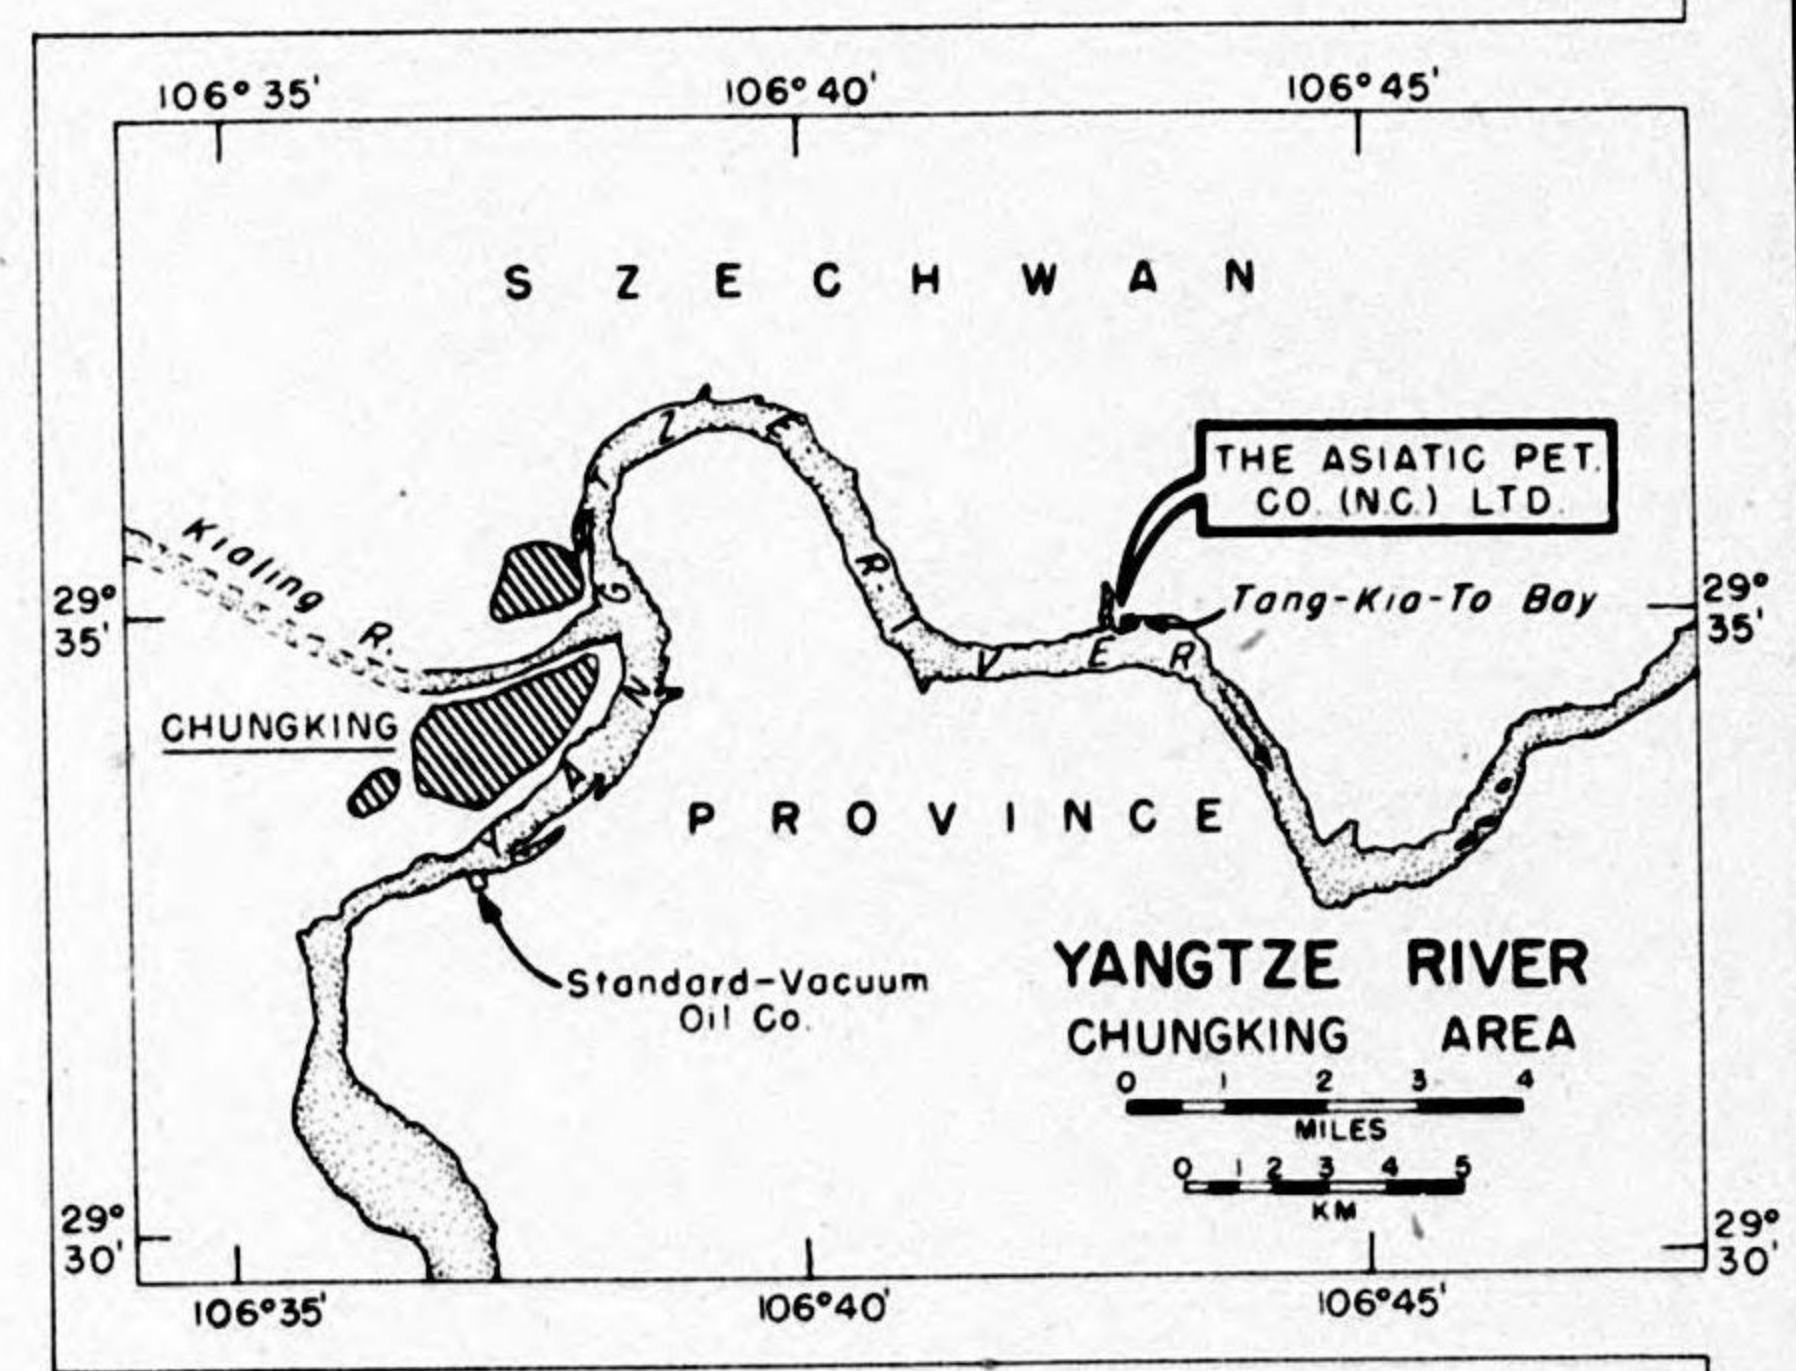 106° 35' 106° 40' 106° 45'
SZECHWAN
THE ASIATIC PET.
CO. (N.C.) LTD.
Kialing R.
Tang-Kia-To Bay
29° 35'
29° 35'
CHUNGKING
YANGTZE RIVER
PROVINCE
Standard-Vacuum
Oil Co.
YANGTZE RIVER
CHUNGKING AREA
0 1 2 3 4
MILES
0 1 2 3 4 5
KM
29° 30'
29° 30'
106°35' 106°40' 106°45'